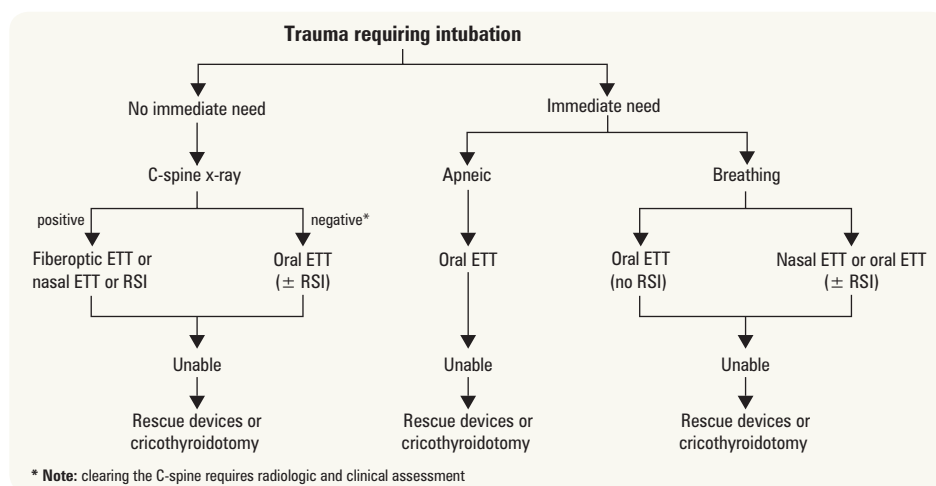 Trauma requiring intubation
No immediate need
Immediate need
C-spine x-ray
Apneic
Breathing
positive
negative*
Fiberoptic ETT or
nasal ETT or RSI
Oral ETT
(± RSI)
Oral ETT
Oral ETT
(no RSI)
Nasal ETT or oral ETT
(± RSI)
Unable
Unable
Unable
Rescue devices or
cricothyroidotomy
Rescue devices or
cricothyroidotomy
Rescue devices or
cricothyroidotomy
* Note: clearing the C-spine requires radiologic and clinical assessment